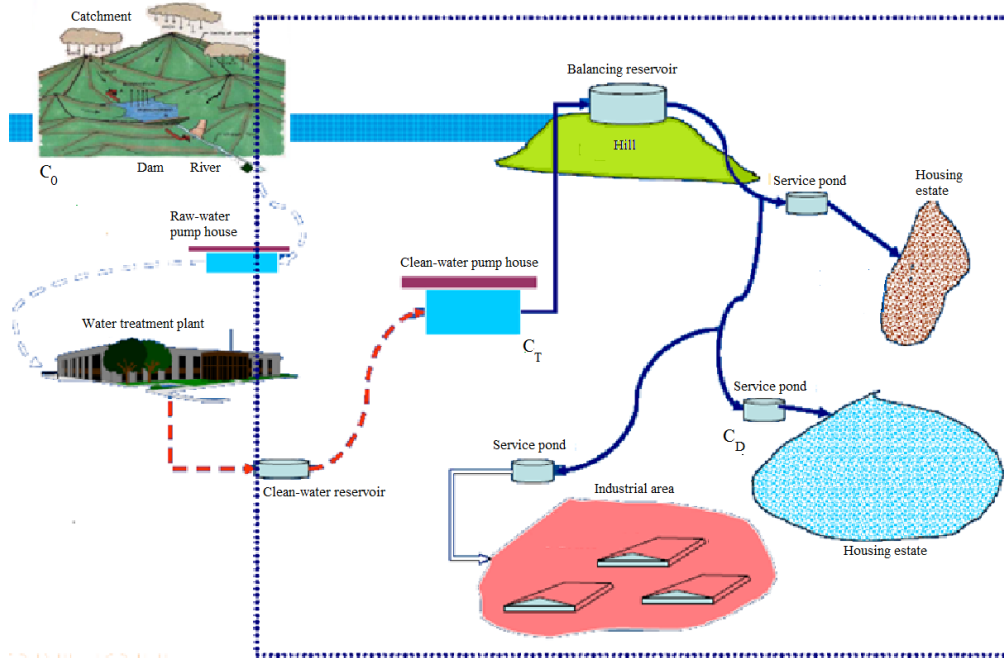 Catchment
C0
Dam
River
Balancing reservoir
Hill
Service pond
Housing
estate
Raw-water
pump house
Clean-water pump house
CT
Water treatment plant
Service pond
CD
Service pond
Clean-water reservoir
Industrial area
Housing estate